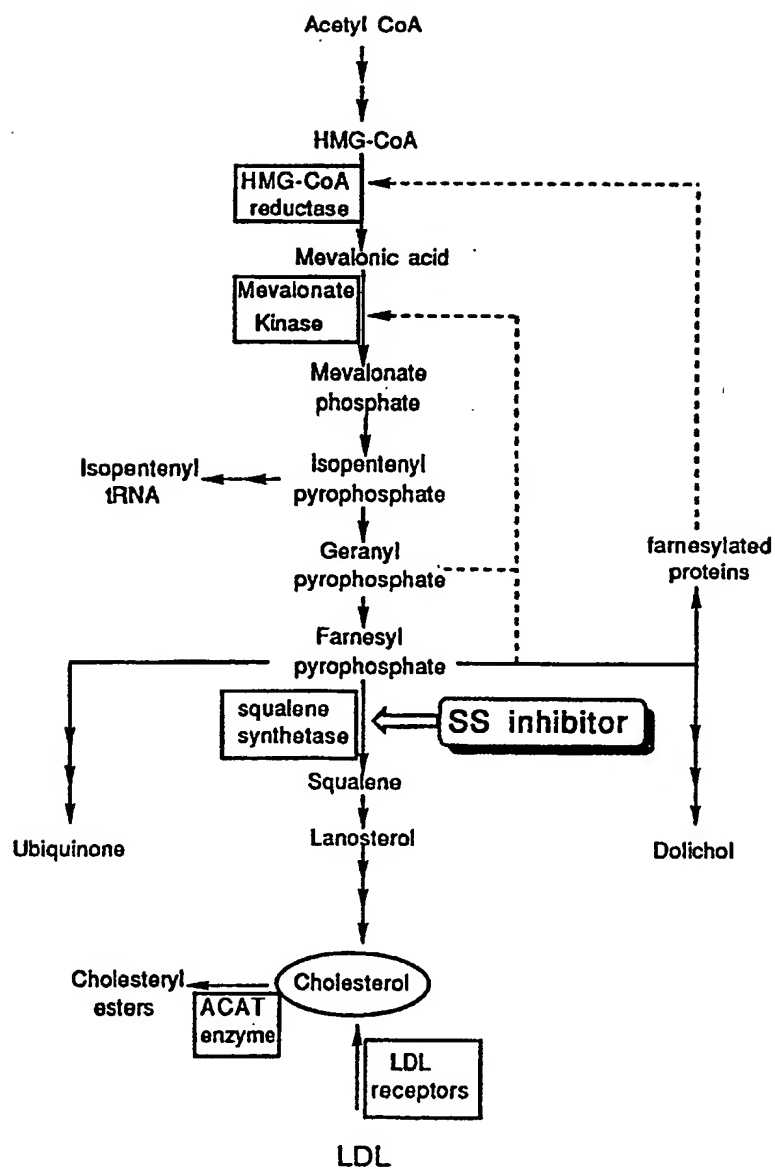 Acetyl CoA
HMG-CoA
HMG-CoA
reductase
Mevalonic acid
Mevalonate
Kinase
Mevalonate
phosphate
Isopentenyl
tRNA
Isopentenyl
pyrophosphate
Geranyl
pyrophosphate
farnesylated
proteins
Farnesyl
pyrophosphate
squalene
synthetase
SS inhibitor
Squalene
Ubiquinone
Lanosterol
Dolichol
Cholesteryl
esters
Cholesterol
ACAT
enzyme
LDL
receptors
LDL